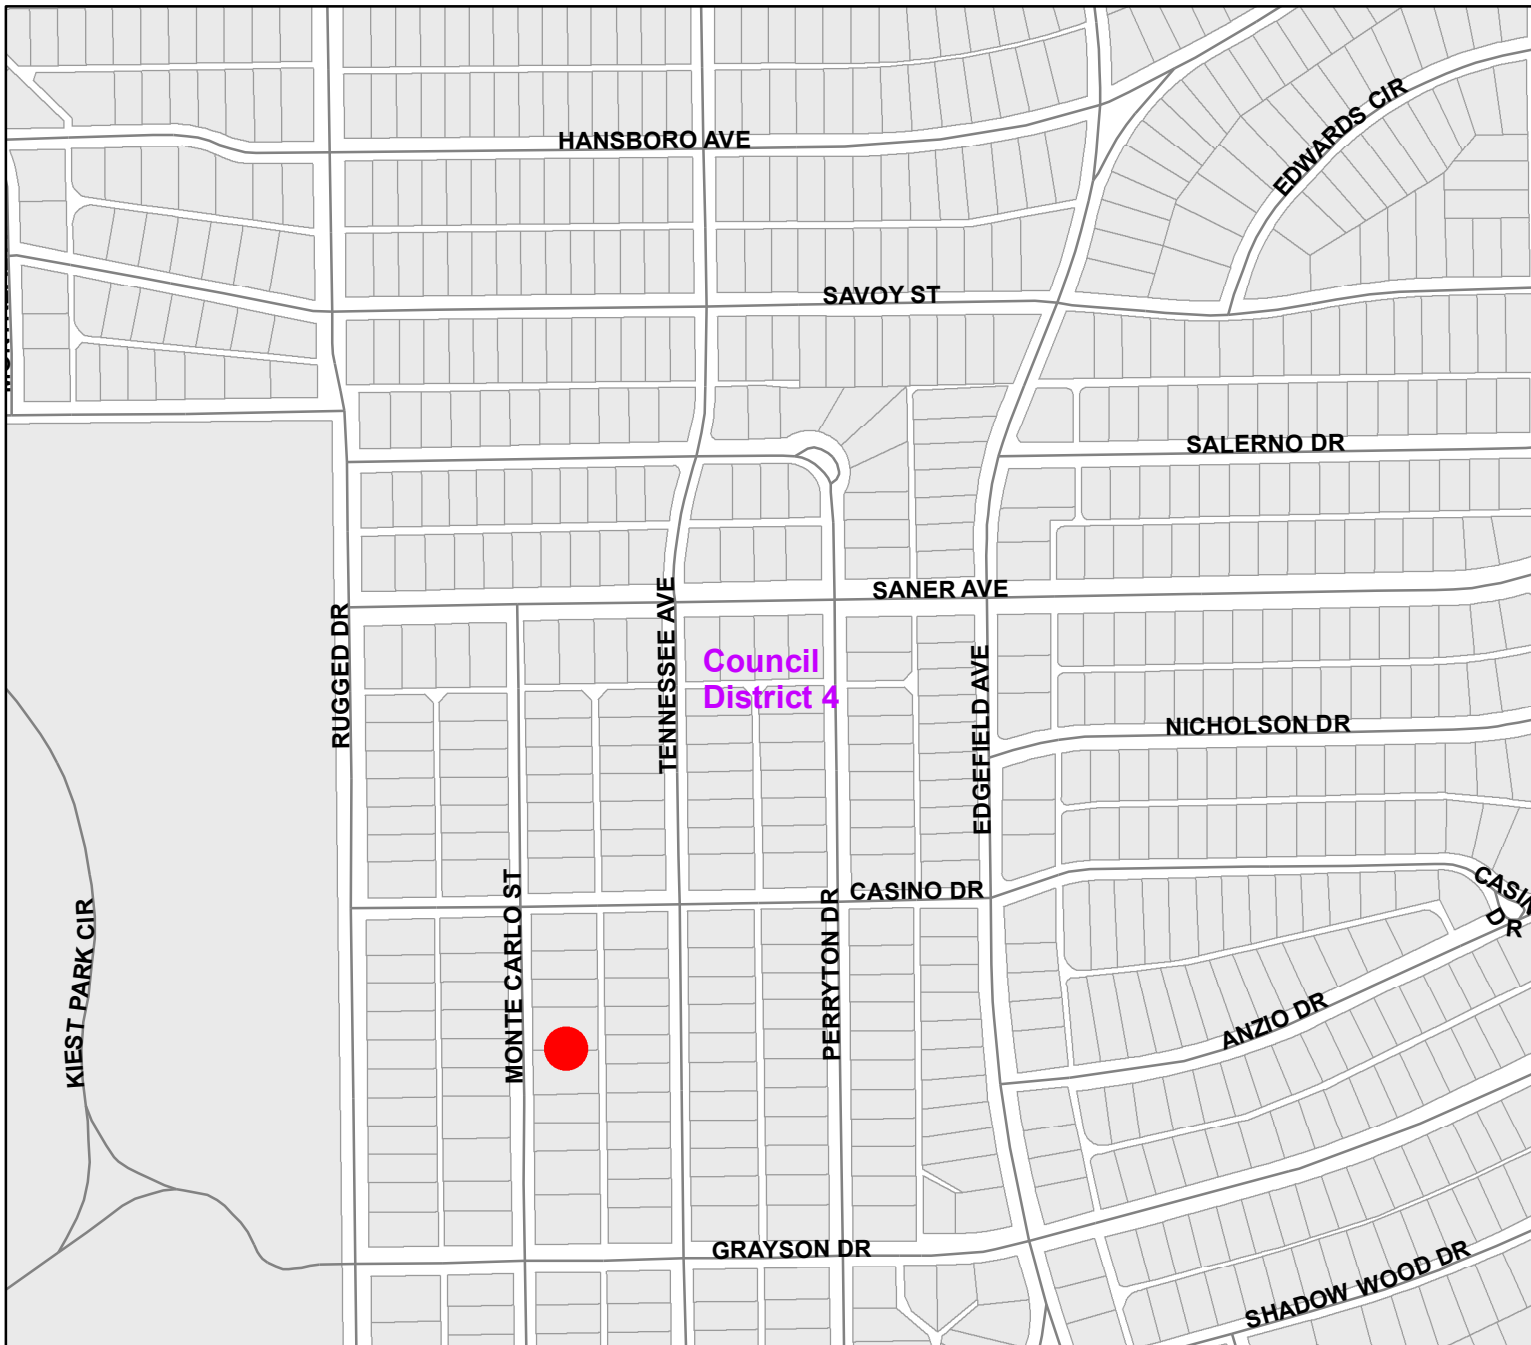 HANSBORO AVE
EDWARDS CIR
SAVOY ST
SALERNO DR
SANER AVE
RUGGED DR
TENNESSEE AVE
Council
District 4
EDGEFIELD AVE
NICHOLSON DR
CASINO DR
MONTE CARLO ST
PERRYTON DR
KIEST PARK CIR
DR
ANZIO DR
GRAYSON DR
SHADOW WOOD DR